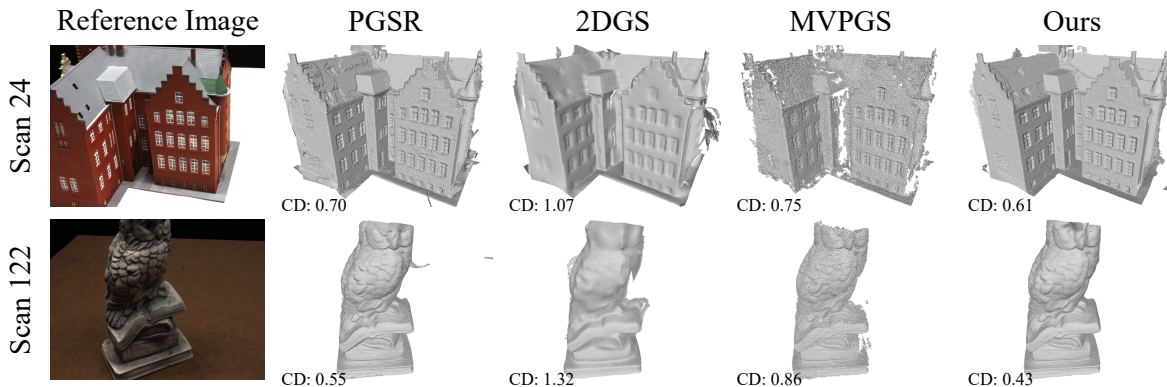 Reference Image PGSR 2DGS MVPGS Ours
Scan 24
CD: 0.70 CD: 1.07 CD: 0.75 CD: 0.61
Scan 122
CD: 0.55 CD: 1.32 CD: 0.86 CD: 0.43